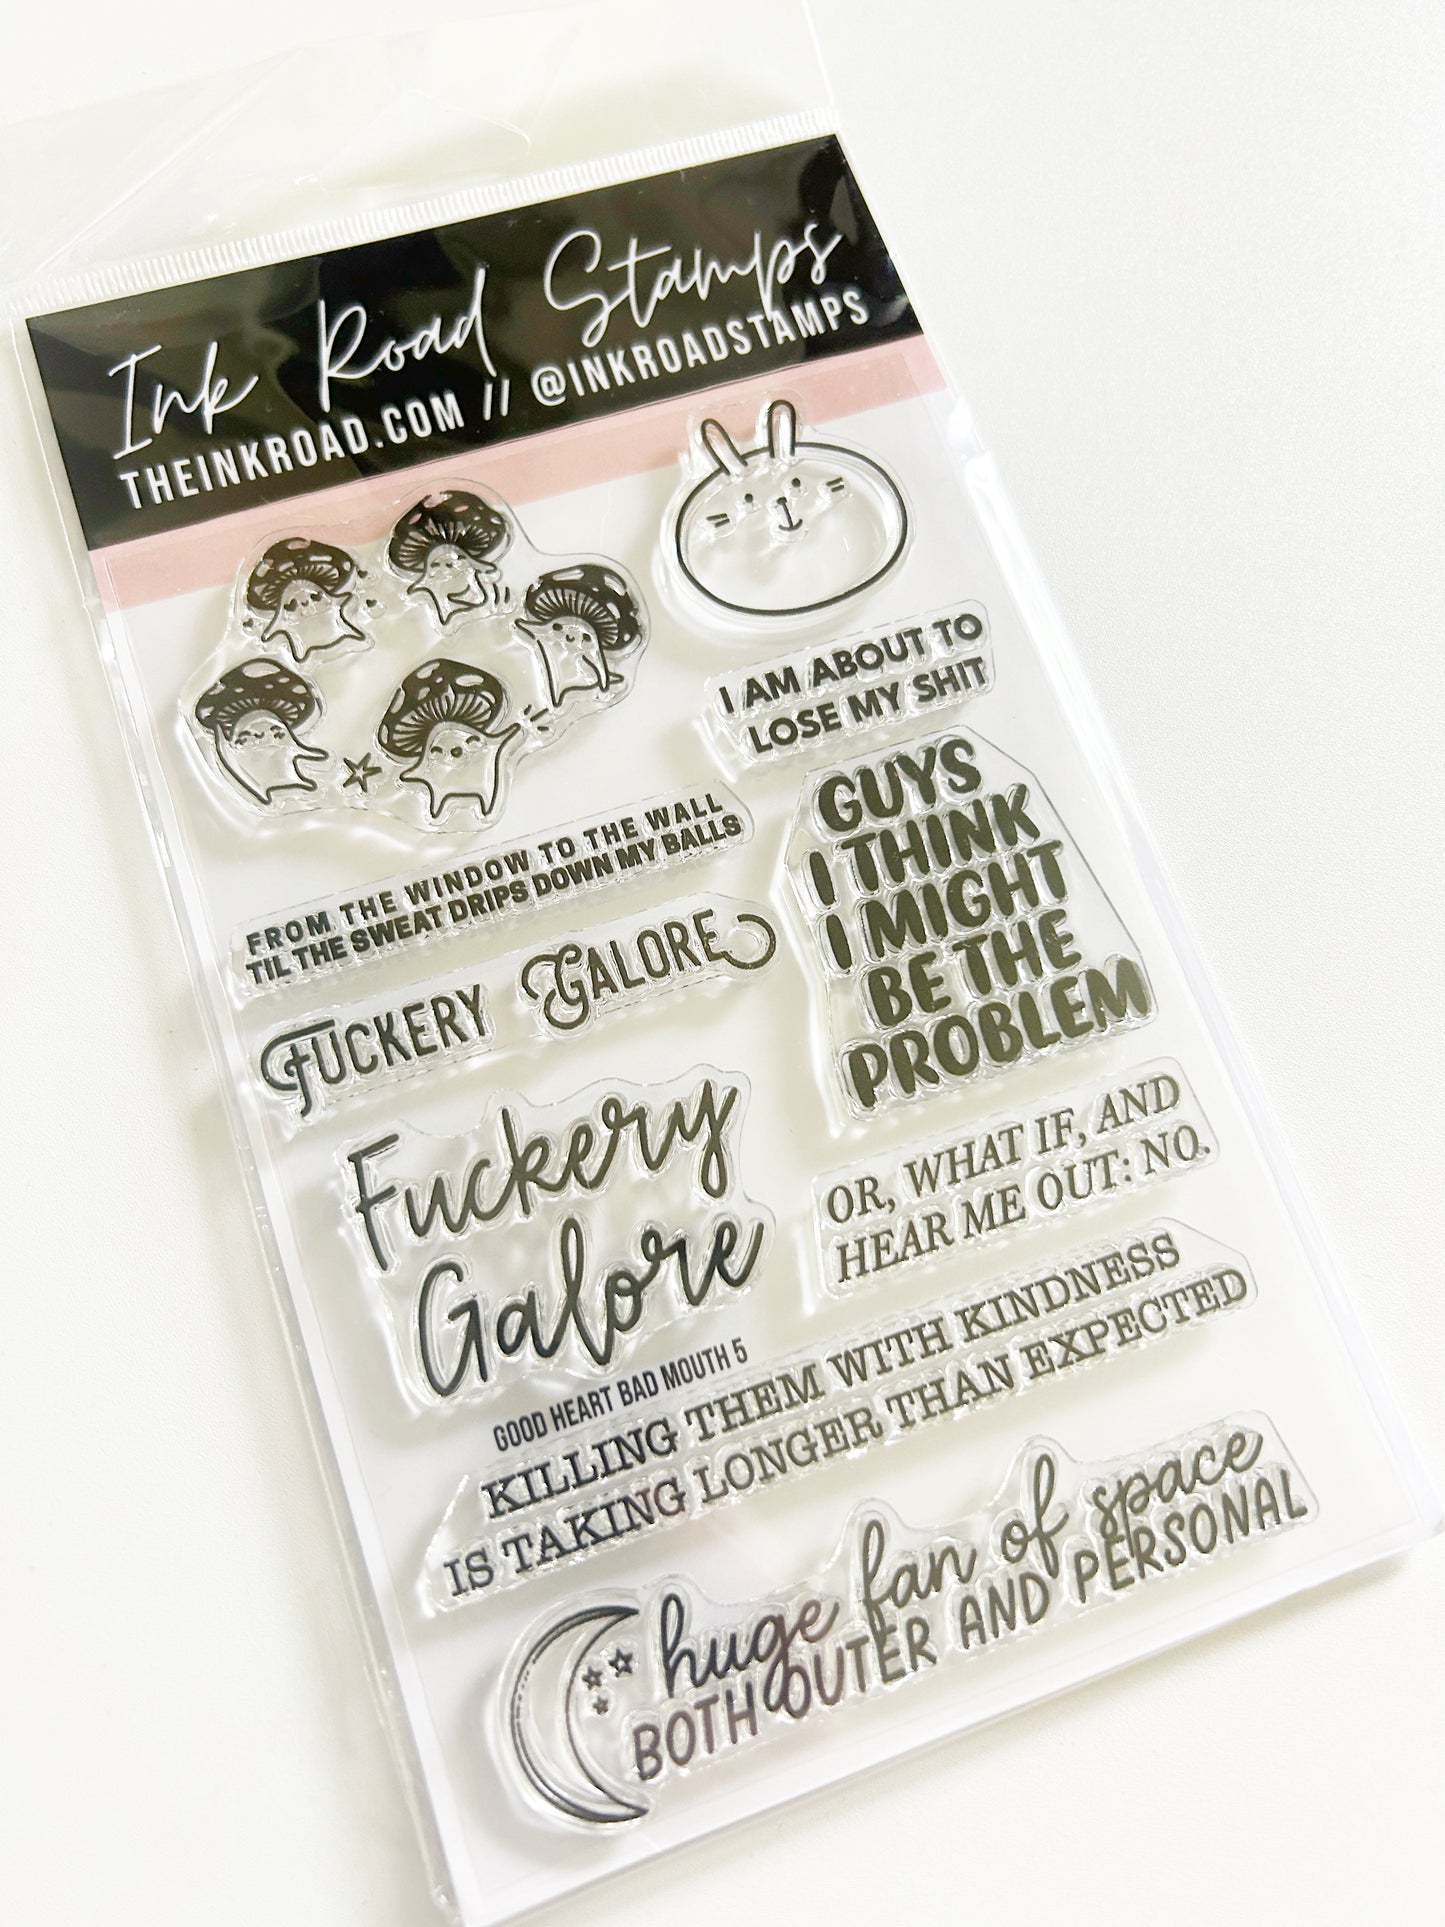 Ink Road Stamps
THEINKROAD.COM // @INKROADSTAMPS
I AM ABOUT TO
LOSE MY SHIT
GUYS
I THINK
I MIGHT
BE THE
PROBLEM
FROM THE WINDOW TO THE WALL
TIL THE SWEAT DRIPS DOWN MY BALLS
FUCKERY GALORE
Fuckery
Galore
OR, WHAT IF, AND
HEAR ME OUT: NO.
GOOD HEART BAD MOUTH 5
KILLING THEM WITH KINDNESS
IS TAKING LONGER THAN EXPECTED
huge fan of space
BOTH OUTER AND PERSONAL